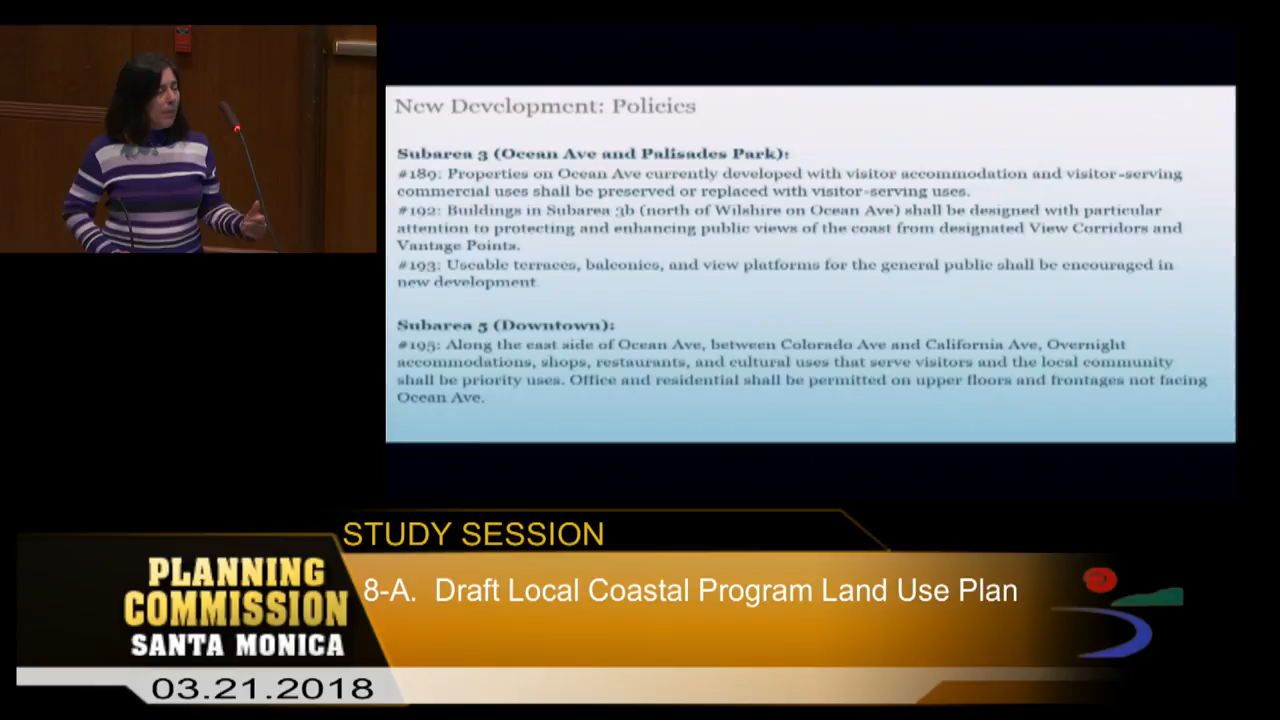 New Development: Policies
Subarea 3 (Ocean Ave and Palisades Park):
#189: Properties on Ocean Ave currently developed with visitor accommodation and visitor-serving
commercial uses shall be preserved or replaced with visitor-serving uses.
#192: Buildings in Subarea 3b (north of Wilshire on Ocean Ave) shall be designed with particular
attention to protecting and enhancing public views of the coast from designated View Corridors and
Vantage Points.
#193: Useable terraces, balconies, and view platforms for the general public shall be encouraged in
new development
Subarea 5 (Downtown):
#195: Along the east side of Ocean Ave, between Colorado Ave and California Ave, Overnight
accommodations, shops, restaurants, and cultural uses that serve visitors and the local community
shall be priority uses. Office and residential shall be permitted on upper floors and frontages not facing
Ocean Ave.
STUDY SESSION
8-A. Draft Local Coastal Program Land Use Plan
PLANNING
COMMISSION
SANTA MONICA
03.21.2018